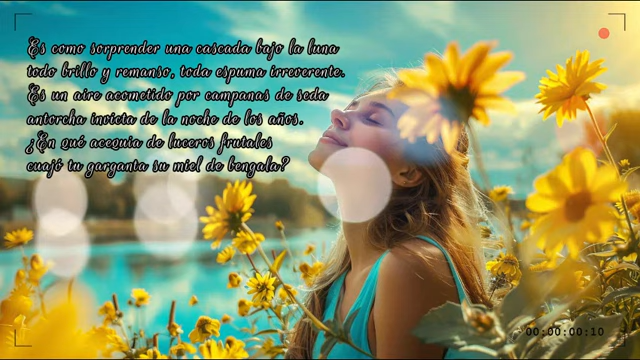 Es como sorprender una cascada bajo la luna
todo brillo y remanso, toda espuma irreverente.
Es un aire acometido por campanas de seda
antorcha invicta de la noche de los años.
¿En qué acequia de luceros frutales
cuajó tu garganta su miel de bengala?
00:00:00:10